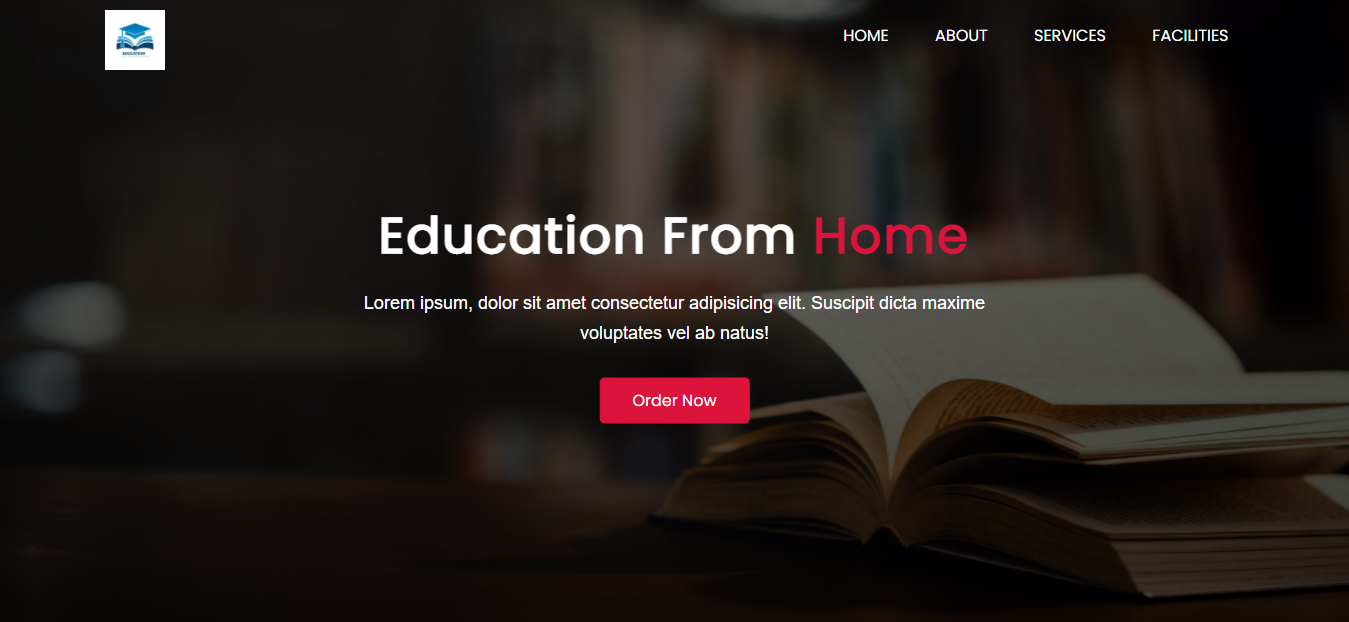 EDUCATION
HOME ABOUT SERVICES FACILITIES
Education From Home
Lorem ipsum, dolor sit amet consectetur adipisicing elit. Suscipit dicta maxime
voluptates vel ab natus!
Order Now